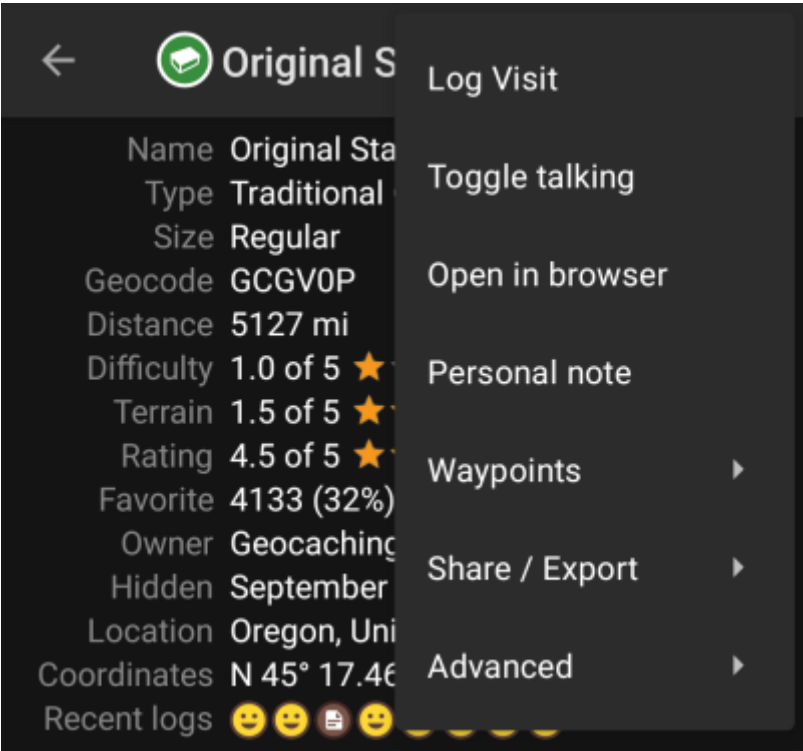 Original S
Log Visit
Toggle talking
Open in browser
Personal note
Waypoints
Share / Export
Advanced
Name Original Sta
Type Traditional
Size Regular
Geocode GCGV0P
Distance 5127 mi
Difficulty 1.0 of 5
Terrain 1.5 of 5
Rating 4.5 of 5
Favorite 4133 (32%)
Owner Geocaching
Hidden September
Location Oregon, Uni
Coordinates N 45° 17.46
Recent logs